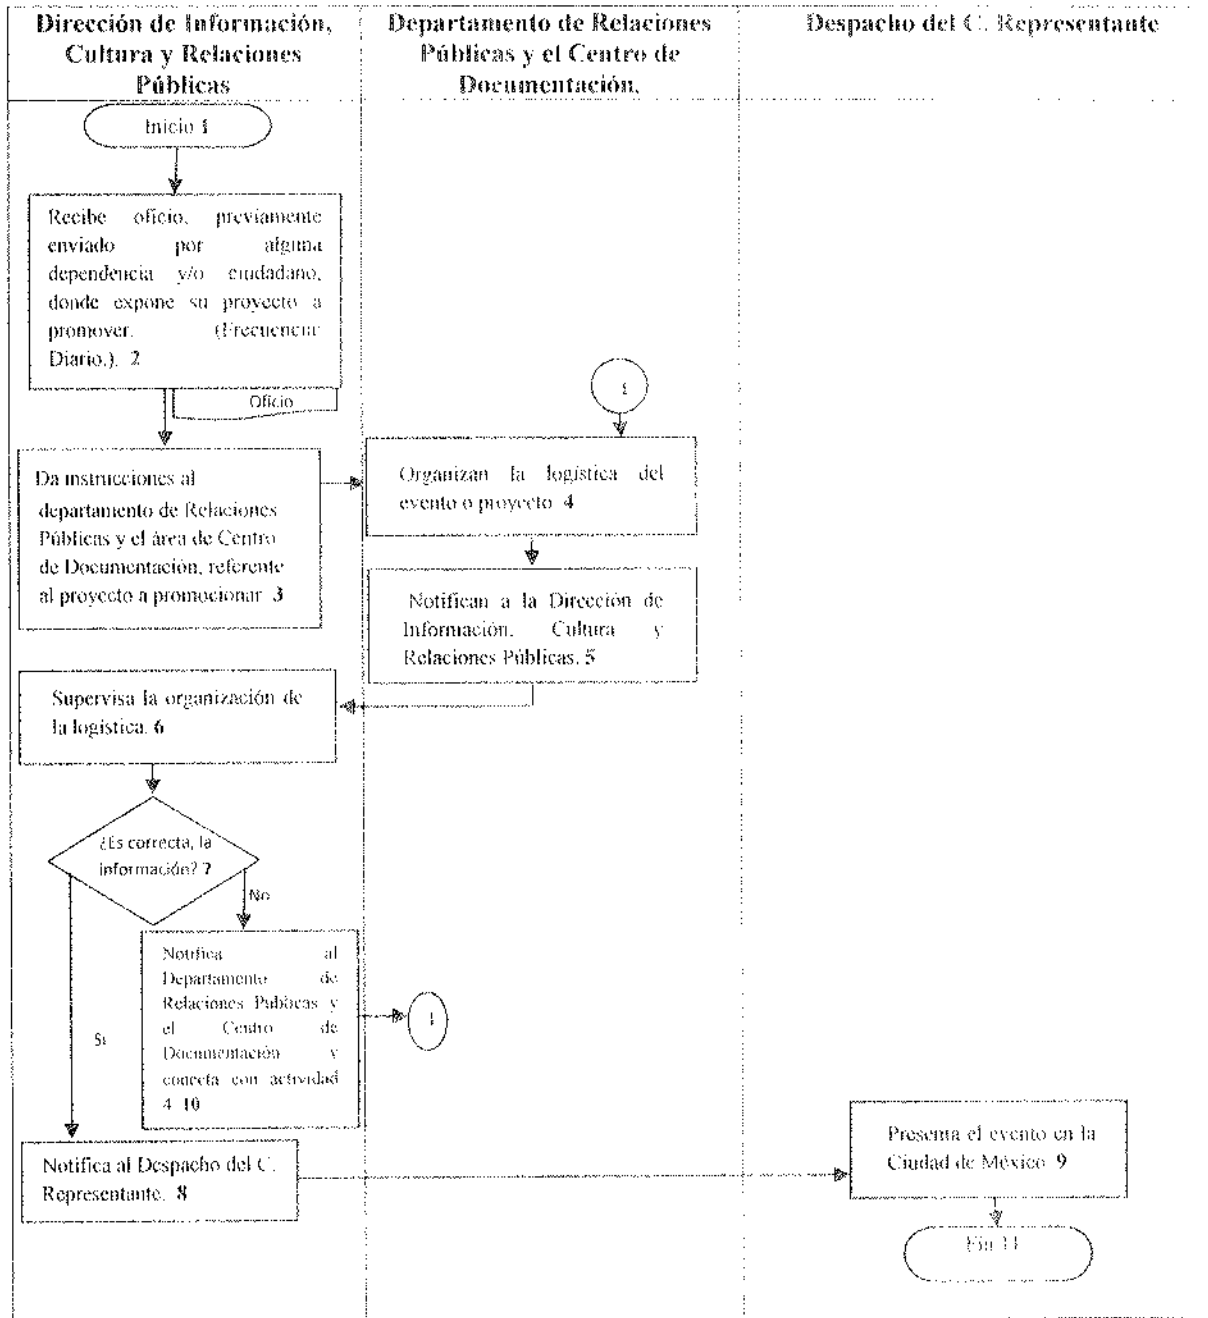 Dirección de Información,
Cultura y Relaciones
Públicas
Departamento de Relaciones
Públicas y el Centro de
Documentación.
Despacho del C. Representante
Inicio 1
Recibe oficio, previamente
enviado por alguna
dependencia y/o ciudadano,
donde expone su proyecto a
promover. (Frecuencia:
Diario.). 2
Oficio
1
Da instrucciones al
departamento de Relaciones
Públicas y el área de Centro
de Documentación, referente
al proyecto a promocionar 3
Organizan la logística del
evento o proyecto 4
Notifican a la Dirección de
Información, Cultura y
Relaciones Públicas. 5
Supervisa la organización de
la logística. 6
¿Es correcta, la
información? 7
No
Notifica al
Departamento de
Relaciones Publicas y
el Centro de
Documentación y
conecta con actividad
4 10
1
Si
Notifica al Despacho del C.
Representante. 8
Presenta el evento en la
Ciudad de México 9
Fin 11